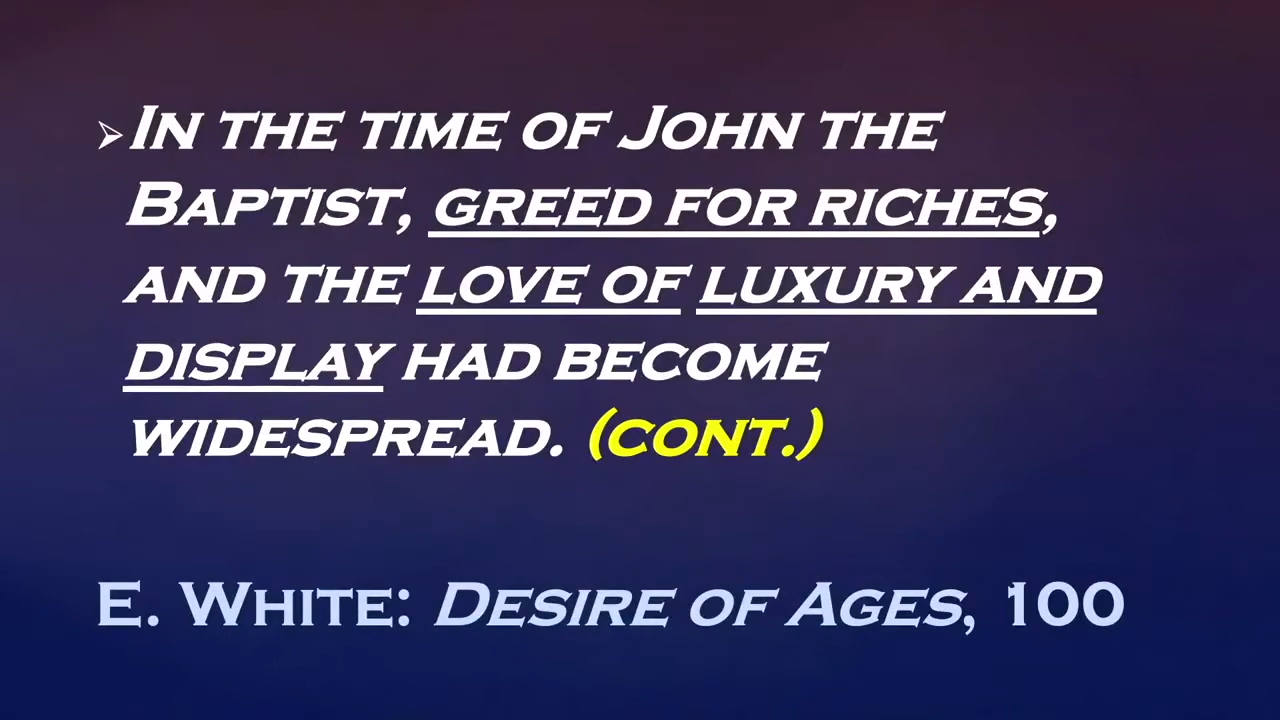 In the time of John the
Baptist, greed for riches,
and the love of luxury and
display had become
widespread. (cont.)
E. White: Desire of Ages, 100